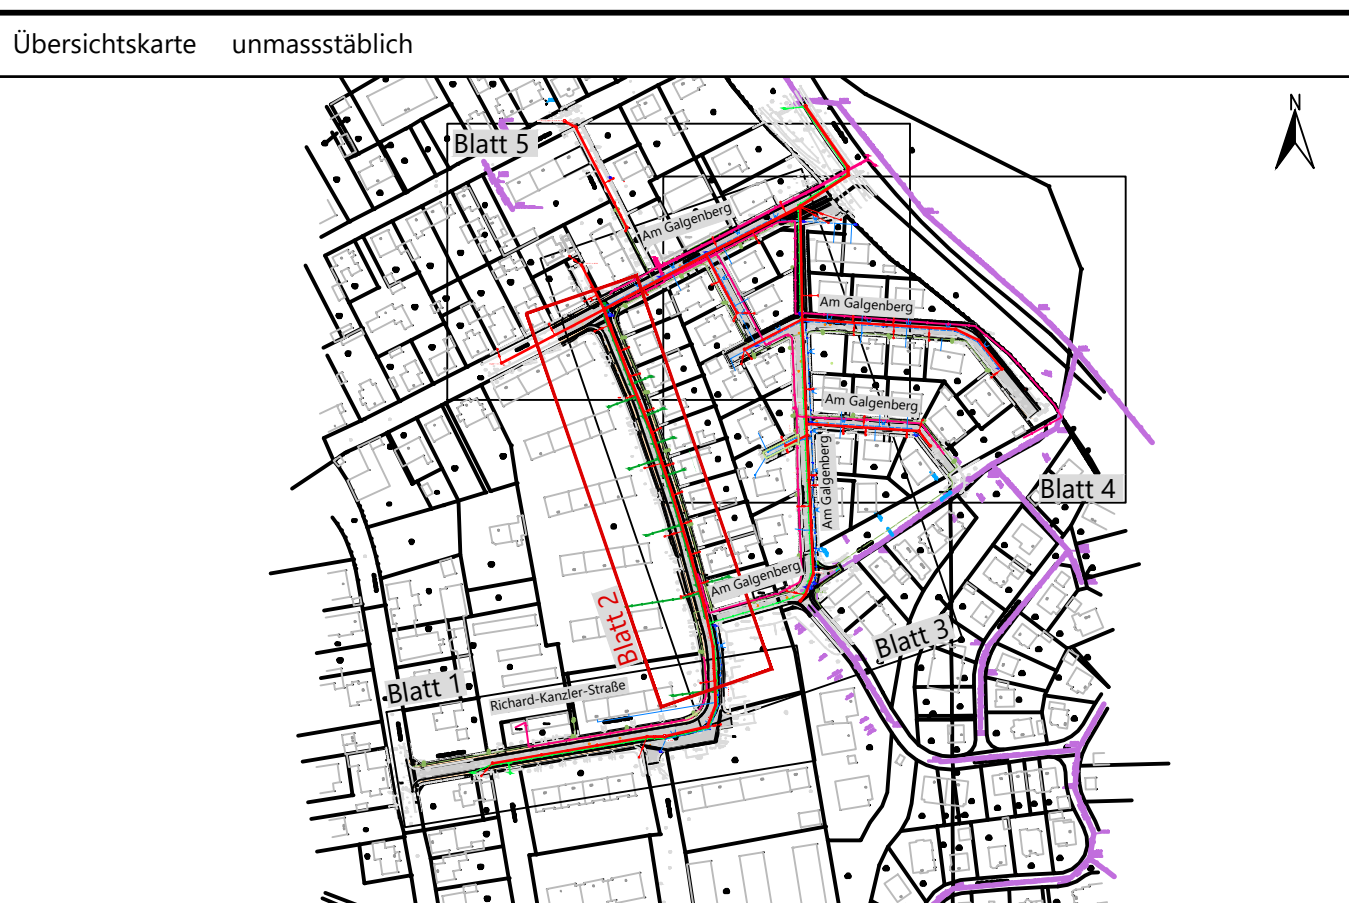 Übersichtskarte unmassstäblich
N
Blatt 5
Am Galgenberg
Am Galgenberg
Am Galgenberg
Am Galgenberg
Blatt 4
Am Galgenberg
Blatt 2
Blatt 3
Blatt 1
Richard-Kanzler-Straße